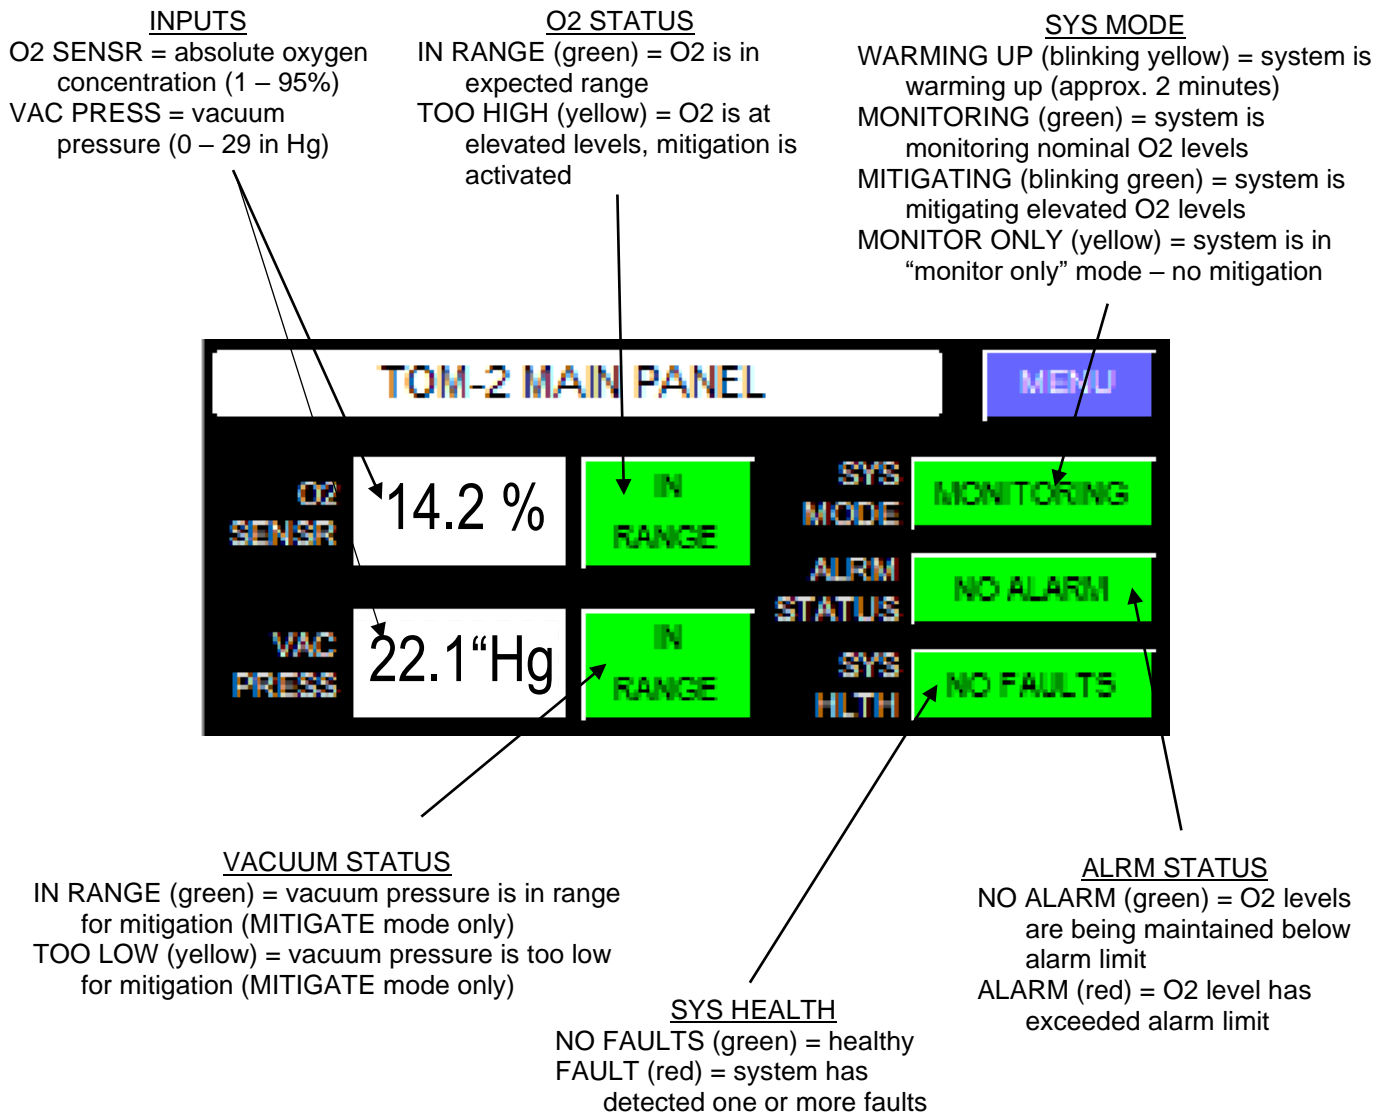 INPUTS
O2 SENSR = absolute oxygen
concentration (1 – 95%)
VAC PRESS = vacuum
pressure (0 – 29 in Hg)
O2 STATUS
IN RANGE (green) = O2 is in
expected range
TOO HIGH (yellow) = O2 is at
elevated levels, mitigation is
activated
SYS MODE
WARMING UP (blinking yellow) = system is
warming up (approx. 2 minutes)
MONITORING (green) = system is
monitoring nominal O2 levels
MITIGATING (blinking green) = system is
mitigating elevated O2 levels
MONITOR ONLY (yellow) = system is in
“monitor only” mode – no mitigation
TOM-2 MAIN PANEL
MENU
O2
SENSR
14.2 %
IN
RANGE
SYS
MODE
MONITORING
ALRM
STATUS
NO ALARM
VAC
PRESS
22.1“Hg
IN
RANGE
SYS
HLTH
NO FAULTS
VACUUM STATUS
IN RANGE (green) = vacuum pressure is in range
for mitigation (MITIGATE mode only)
TOO LOW (yellow) = vacuum pressure is too low
for mitigation (MITIGATE mode only)
SYS HEALTH
NO FAULTS (green) = healthy
FAULT (red) = system has
detected one or more faults
ALRM STATUS
NO ALARM (green) = O2 levels
are being maintained below
alarm limit
ALARM (red) = O2 level has
exceeded alarm limit